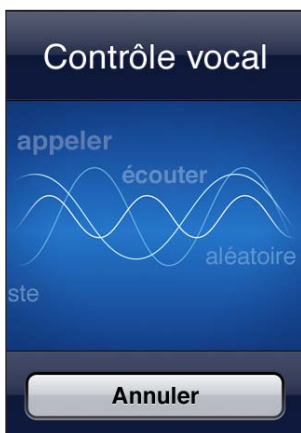 Contrôle vocal
appeler
écouter
aléatoire
ste
Annuler